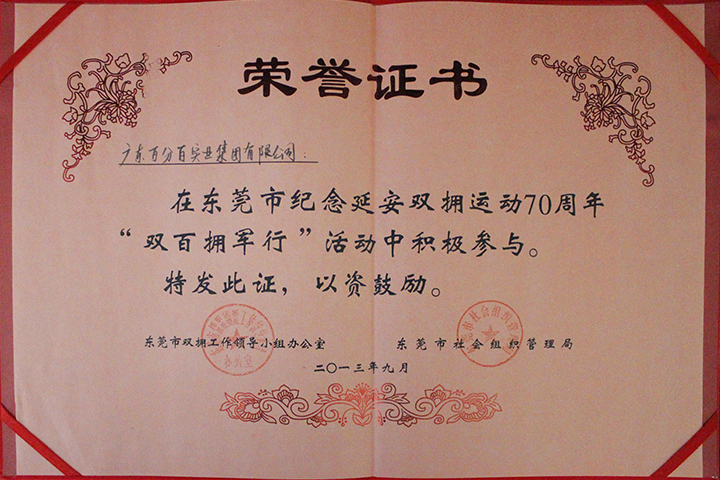 荣誉证书
广东百分百实业集团有限公司：
在东莞市纪念延安双拥运动70周年
“双百拥军行”活动中积极参与。
特发此证，以资鼓励。
东莞市双拥工作领导小组办公室 东莞市社会组织管理局
二〇一三年九月